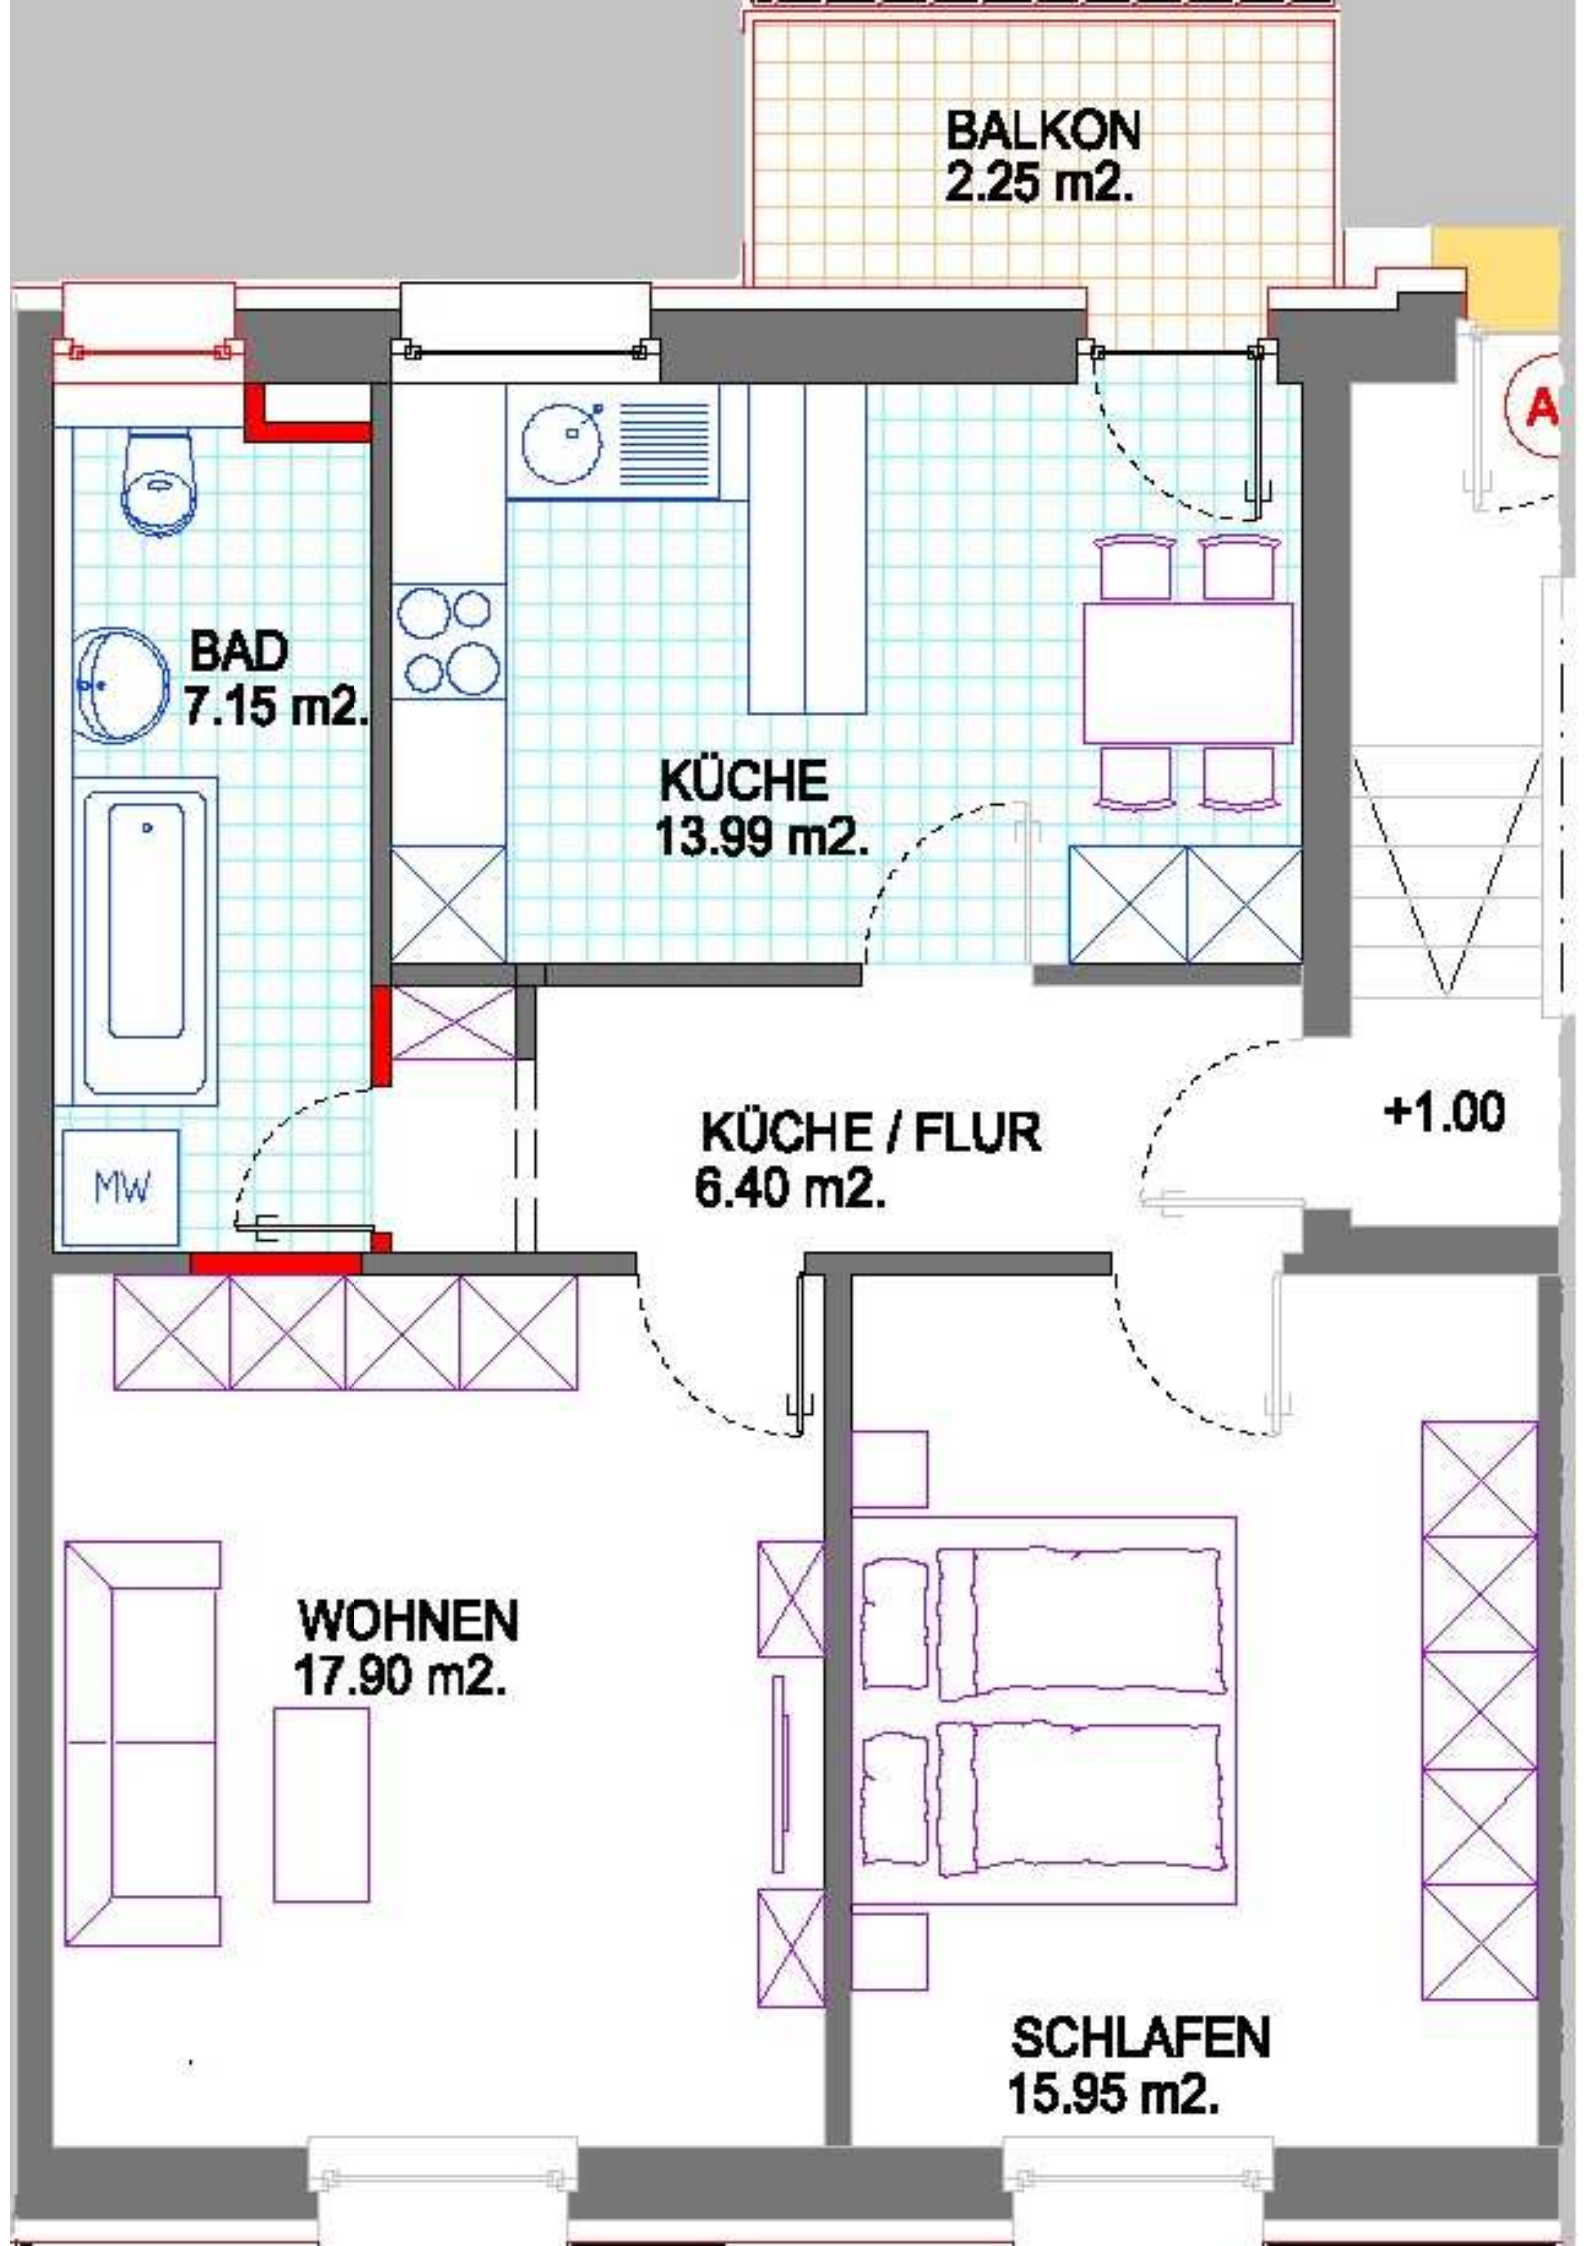 BALKON
2.25 m2.
A
BAD
7.15 m2.
KÜCHE
13.99 m2.
KÜCHE / FLUR
6.40 m2.
+1.00
MW
WOHNEN
17.90 m2.
SCHLAFEN
15.95 m2.